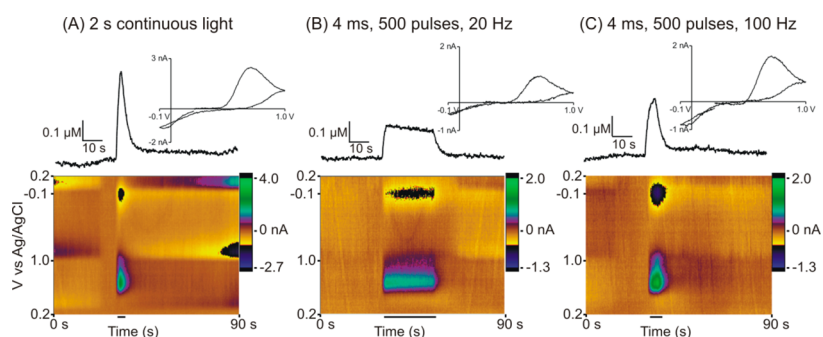 (A) 2 s continuous light
3 nA
-0.1 V
1.0 V
-2 nA
0.1 µM
10 s
(B) 4 ms, 500 pulses, 20 Hz
2 nA
-0.1 V
1.0 V
-1 nA
0.1 µM
10 s
(C) 4 ms, 500 pulses, 100 Hz
2 nA
-0.1 V
1.0 V
-1 nA
0.1 µM
10 s
V vs Ag/AgCl
0.2
-0.1
1.0
0.2
4.0
0 nA
-2.7
0 s
Time (s)
90 s
0.2
-0.1
1.0
0.2
2.0
0 nA
-1.3
0 s
Time (s)
90 s
0.2
-0.1
1.0
0.2
2.0
0 nA
-1.3
0 s
Time (s)
90 s